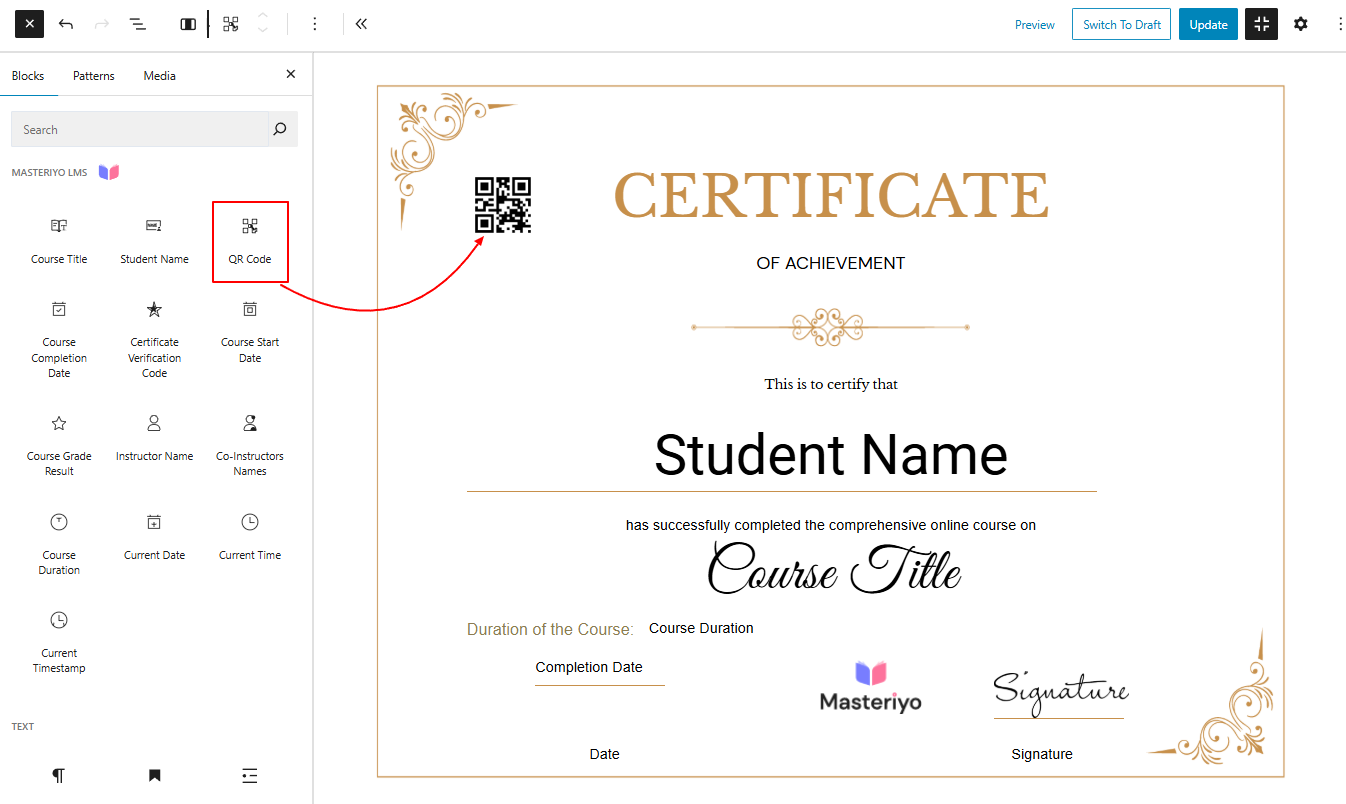 Preview
Switch To Draft
Update
Blocks
Patterns
Media
Search
MASTERIYO LMS
Course Title
Student Name
QR Code
Course
Completion
Date
Certificate
Verification
Code
Course Start
Date
Course Grade
Result
Instructor Name
Co-Instructors
Names
Course
Duration
Current Date
Current Time
Current
Timestamp
TEXT
CERTIFICATE
OF ACHIEVEMENT
This is to certify that
Student Name
has successfully completed the comprehensive online course on
Course Title
Duration of the Course:
Course Duration
Completion Date
Masteriyo
Signature
Date
Signature